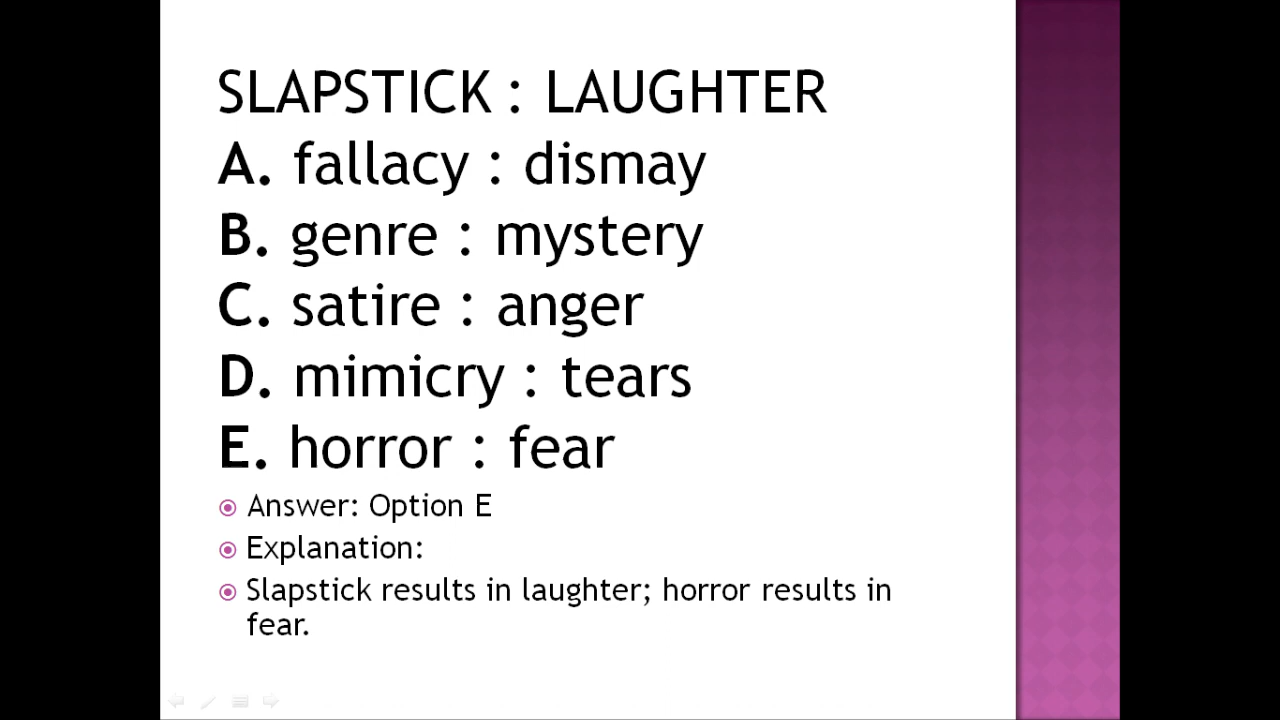 SLAPSTICK : LAUGHTER
A. fallacy : dismay
B. genre : mystery
C. satire : anger
D. mimicry : tears
E. horror : fear
Answer: Option E
Explanation:
Slapstick results in laughter; horror results in
fear.